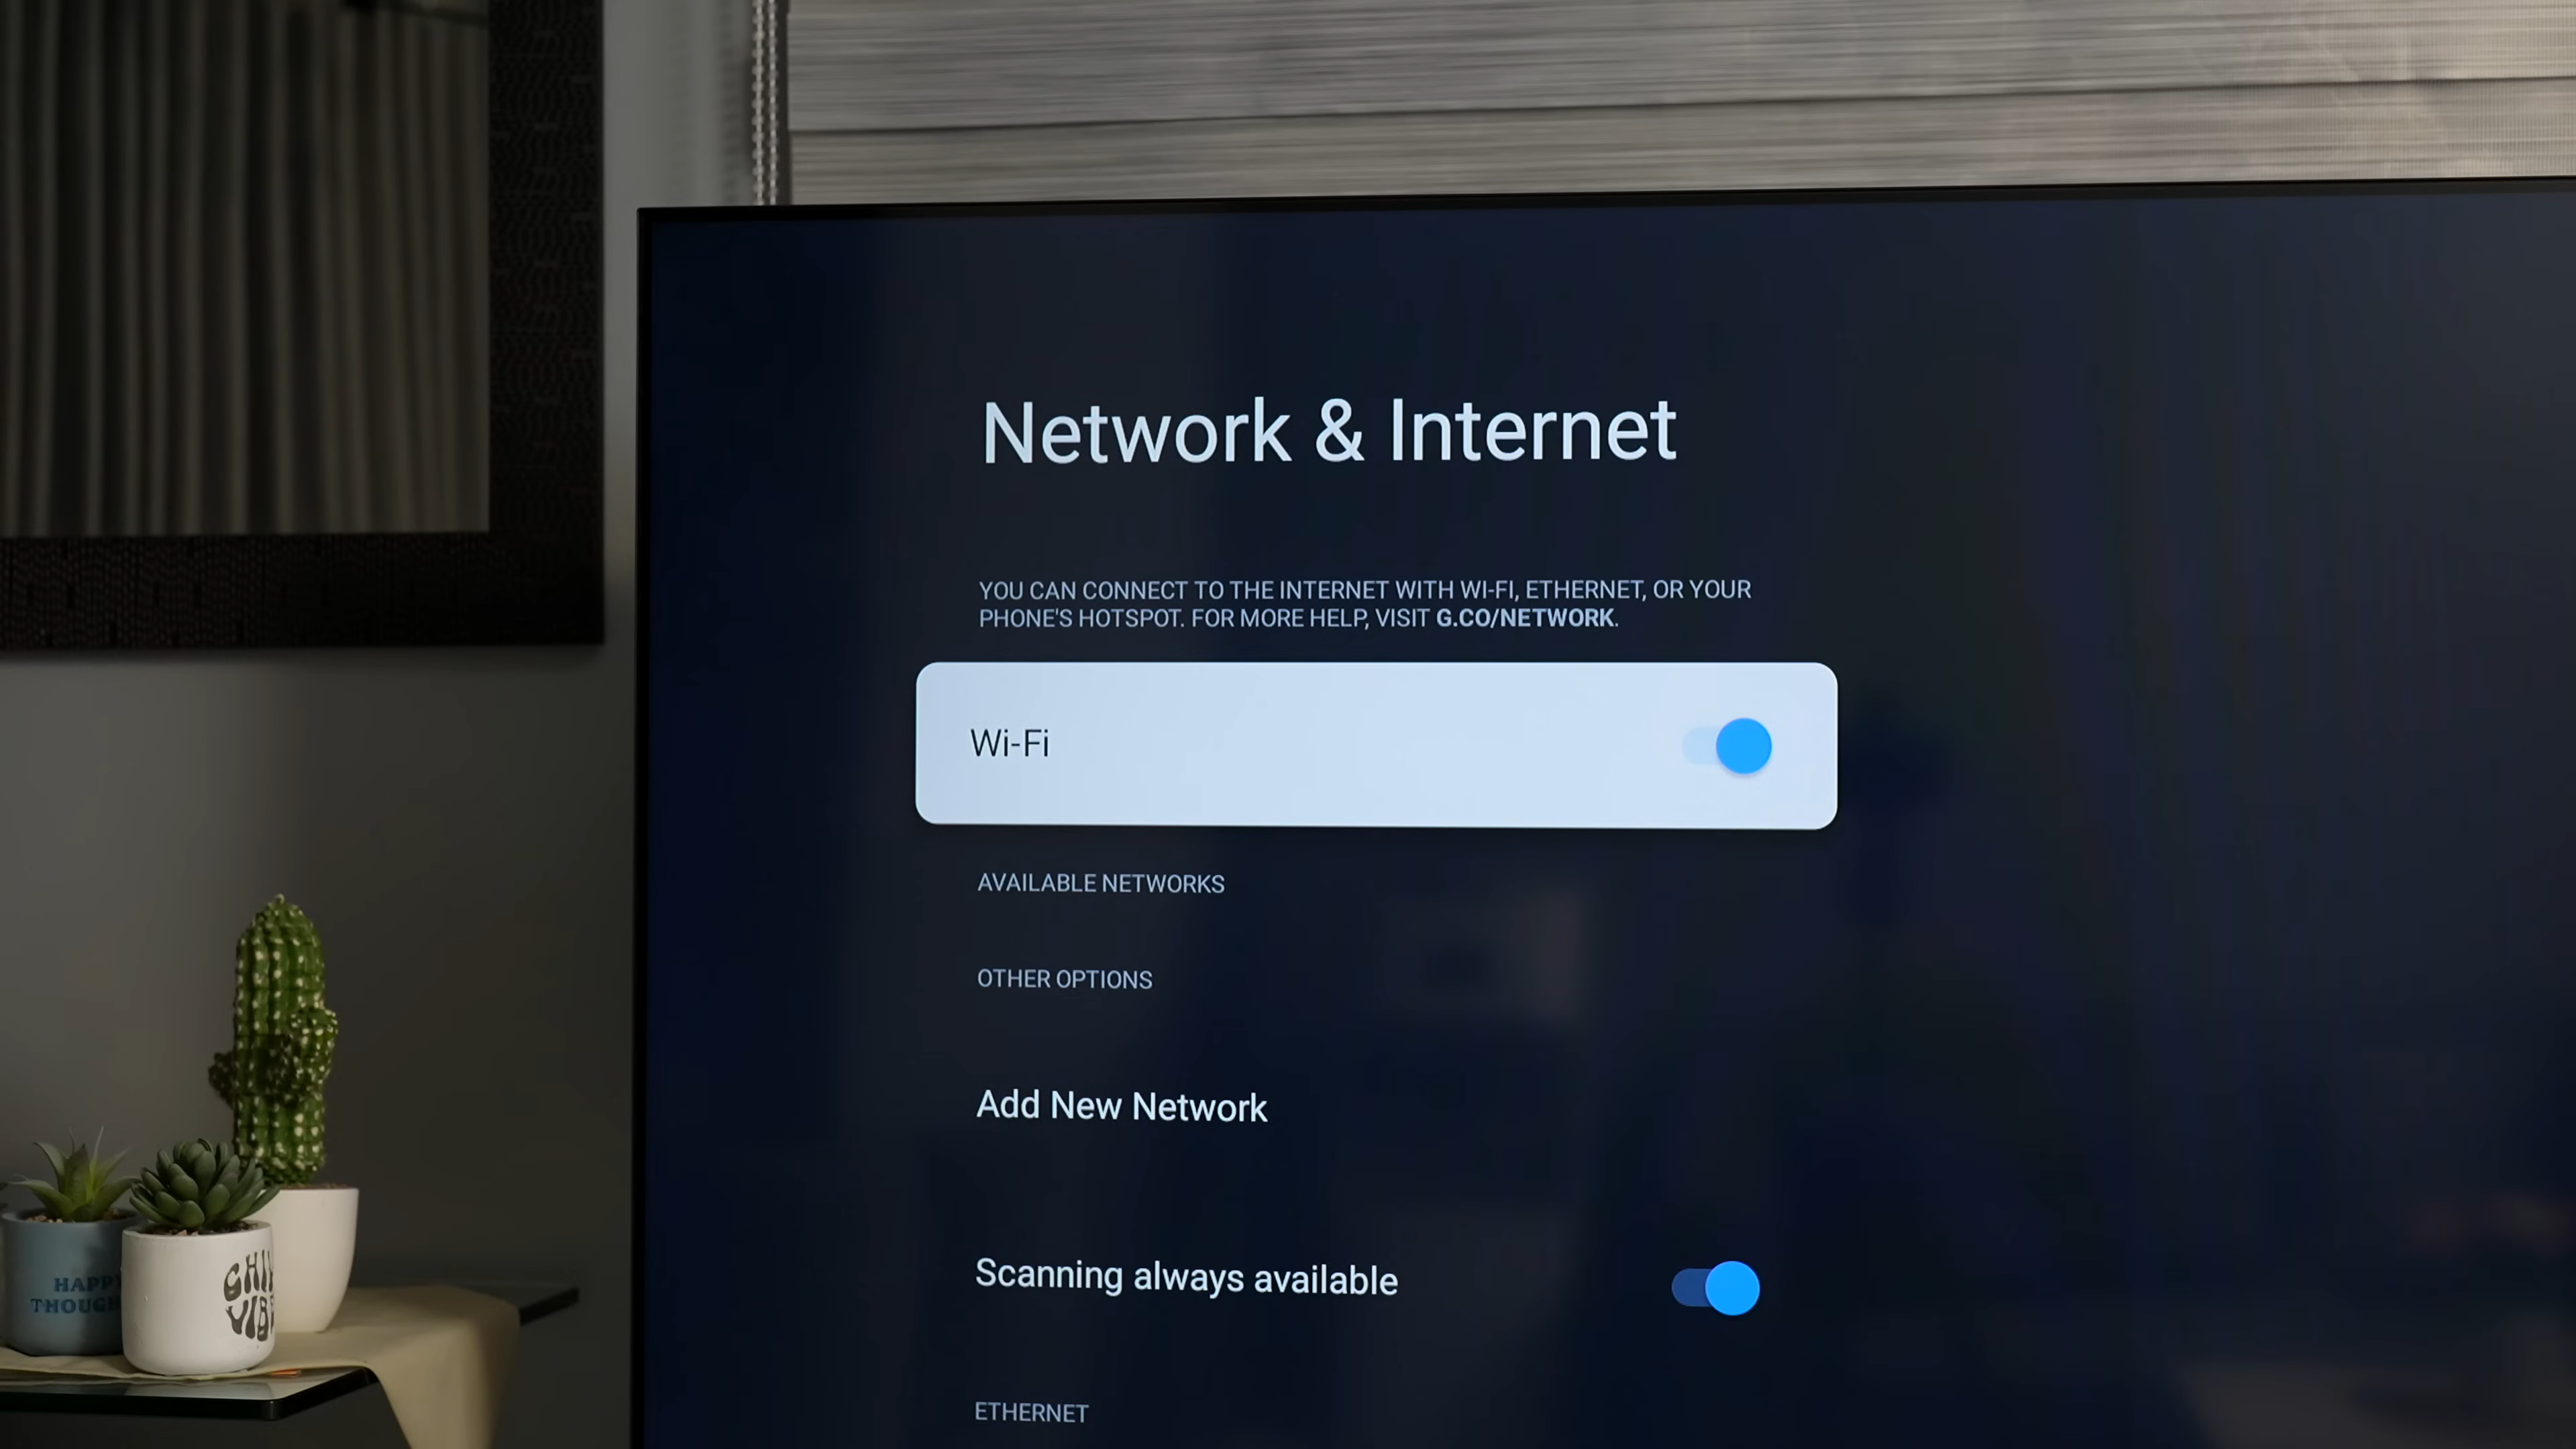 Network & Internet
YOU CAN CONNECT TO THE INTERNET WITH WI-FI, ETHERNET, OR YOUR
PHONE'S HOTSPOT. FOR MORE HELP, VISIT G.CO/NETWORK.
Wi-Fi
AVAILABLE NETWORKS
OTHER OPTIONS
Add New Network
Scanning always available
ETHERNET
HAPPY